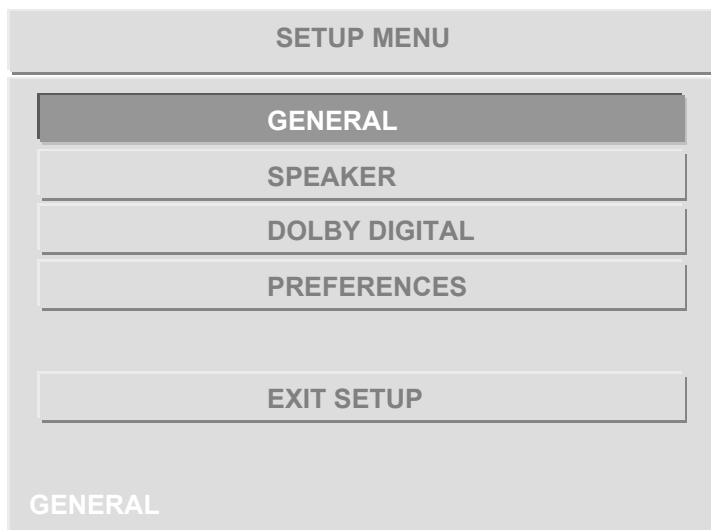 SETUP MENU
GENERAL
SPEAKER
DOLBY DIGITAL
PREFERENCES
EXIT SETUP
GENERAL